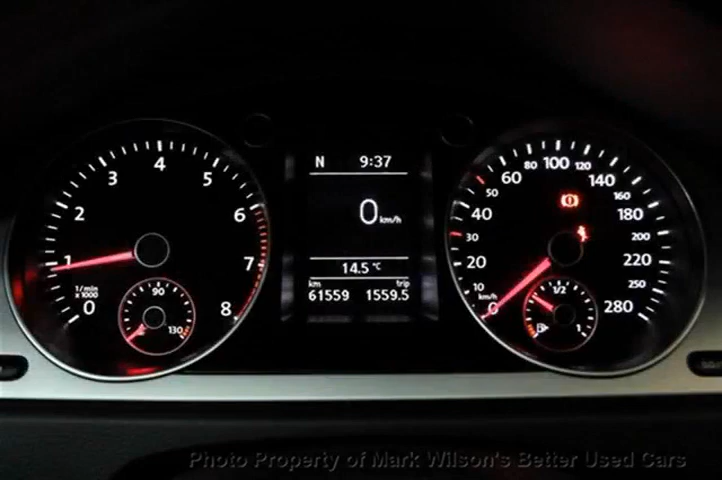 N 9:37
0 km/h
14.5 °C
km trip
61559 1559.5
0 1 2 3 4 5 6 7 8
1/min
x 1000
90
130
0 10 20 30 40 50 60 80 100 120 140 160 180 200 220 250 280
km/h
1/2
1
Photo Property of Mark Wilson's Better Used Cars